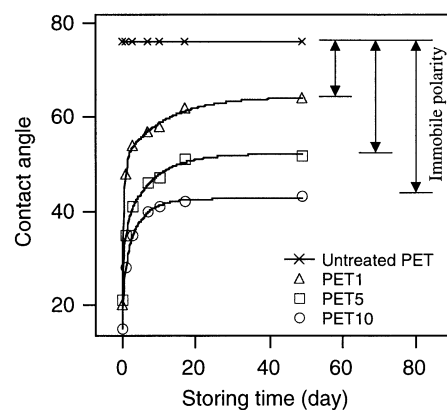 80
60
40
20
Contact angle
Immobile polarity
Untreated PET
PET1
PET5
PET10
0 20 40 60 80
Storing time (day)